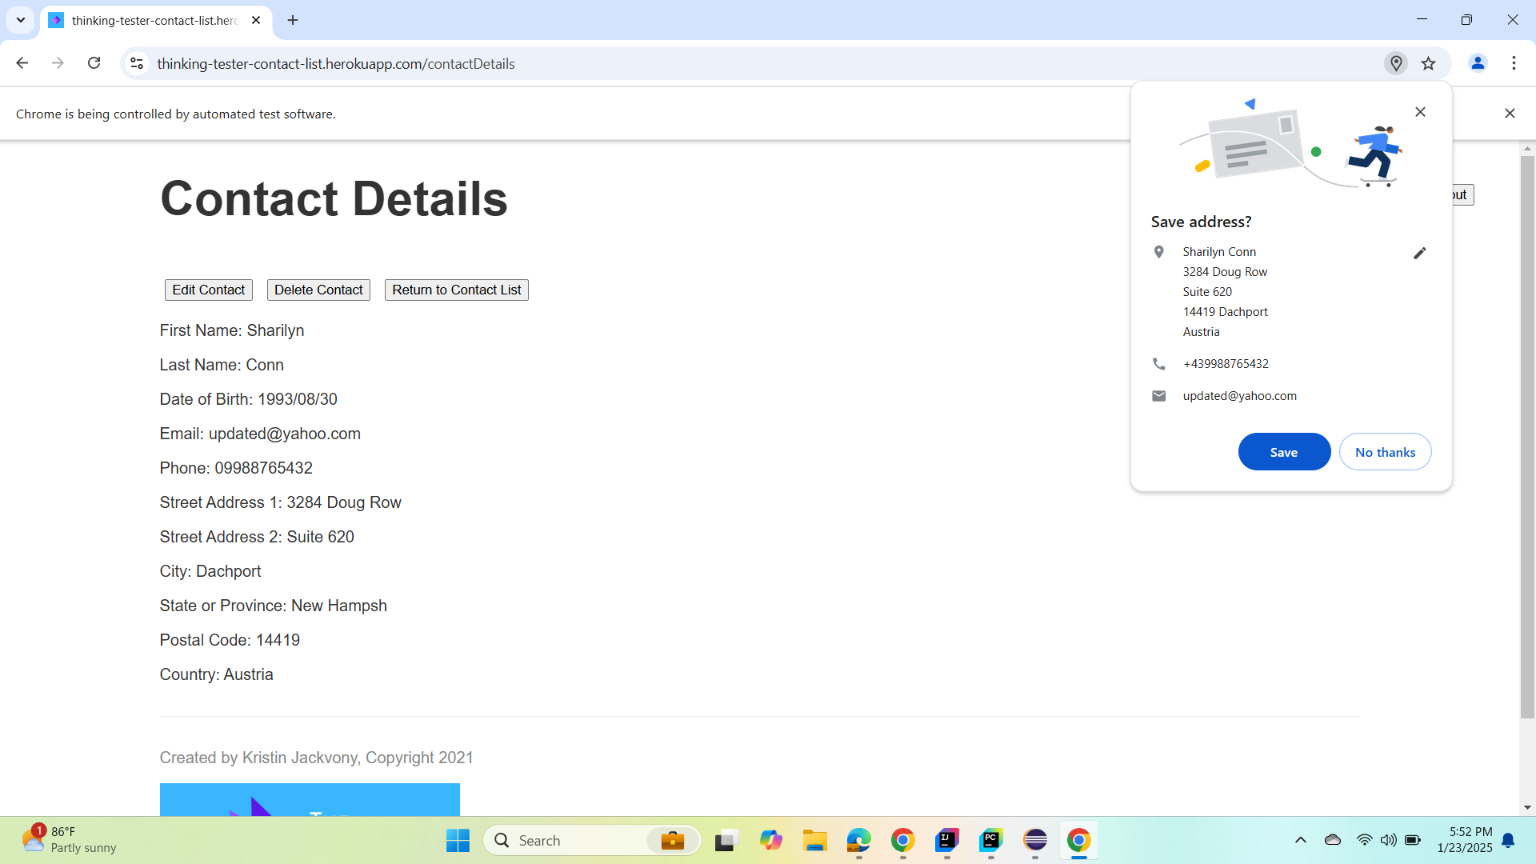 thinking-tester-contact-list.herc
thinking-tester-contact-list.herokuapp.com/contactDetails
Chrome is being controlled by automated test software.
Contact Details
out
Edit Contact
Delete Contact
Return to Contact List
First Name: Sharilyn
Last Name: Conn
Date of Birth: 1993/08/30
Email: updated@yahoo.com
Phone: 09988765432
Street Address 1: 3284 Doug Row
Street Address 2: Suite 620
City: Dachport
State or Province: New Hampsh
Postal Code: 14419
Country: Austria
Created by Kristin Jackvony, Copyright 2021
Save address?
Sharilyn Conn
3284 Doug Row
Suite 620
14419 Dachport
Austria
+439988765432
updated@yahoo.com
Save
No thanks
1
86°F
Partly sunny
Search
IJ
PC
5:52 PM
1/23/2025